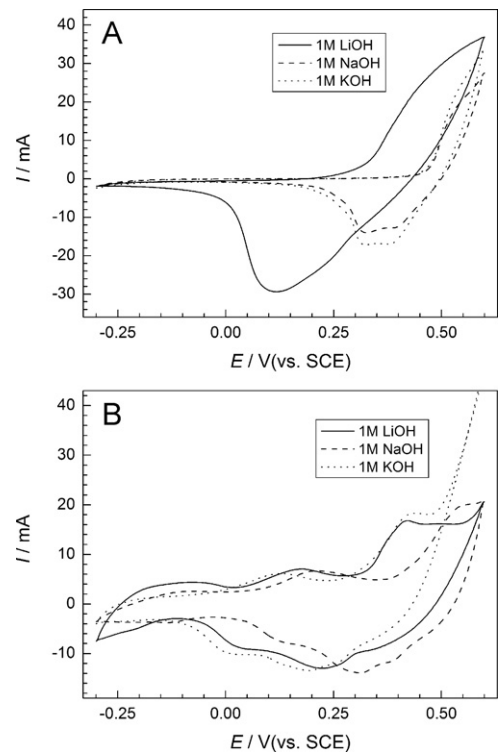 A
1M LiOH
1M NaOH
1M KOH
I / mA
40
30
20
10
0
-10
-20
-30
-0.25
0.00
0.25
0.50
E / V(vs. SCE)
B
1M LiOH
1M NaOH
1M KOH
I / mA
40
30
20
10
0
-10
-0.25
0.00
0.25
0.50
E / V(vs. SCE)